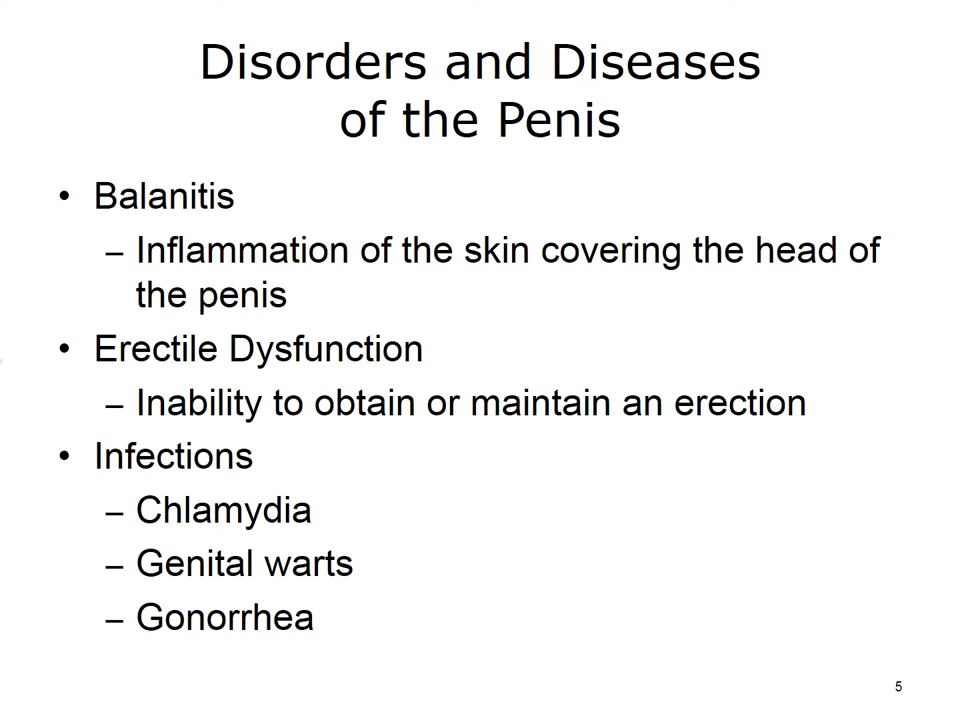 Disorders and Diseases
of the Penis
• Balanitis
– Inflammation of the skin covering the head of
the penis
• Erectile Dysfunction
– Inability to obtain or maintain an erection
• Infections
– Chlamydia
– Genital warts
– Gonorrhea
5